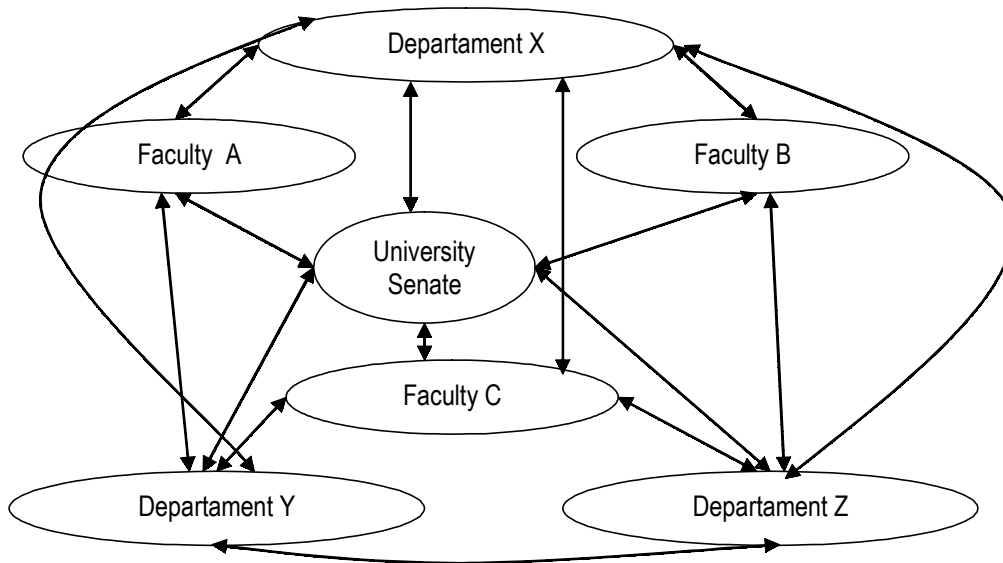 Departament X
Faculty A
Faculty B
University
Senate
Faculty C
Departament Y
Departament Z